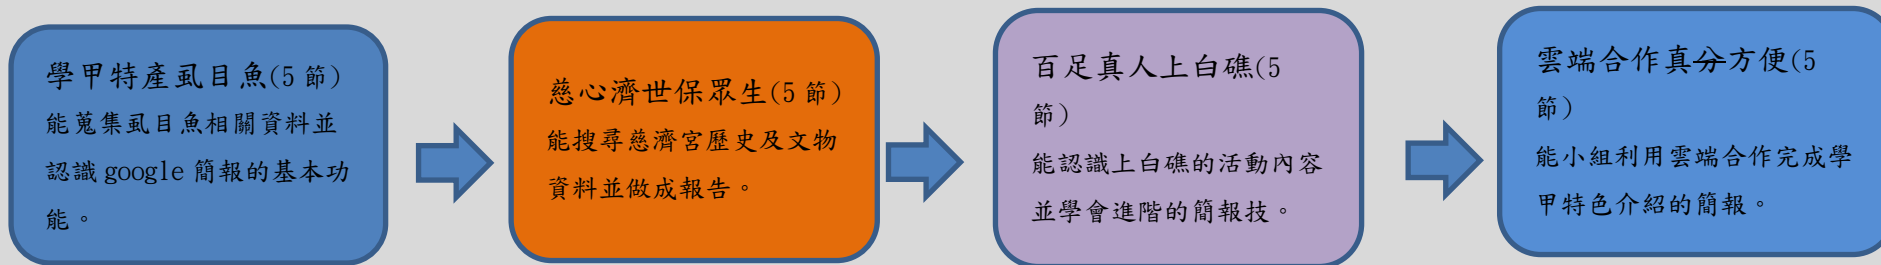 學甲特產虱目魚(5 節)
能蒐集虱目魚相關資料並
認識 google 簡報的基本功
能。
慈心濟世保眾生(5 節)
能搜尋慈濟宮歷史及文物
資料並做成報告。
百足真人上白礁(5
節)
能認識上白礁的活動內容
並學會進階的簡報技。
雲端合作真分方便(5
節)
能小組利用雲端合作完成學
甲特色介紹的簡報。